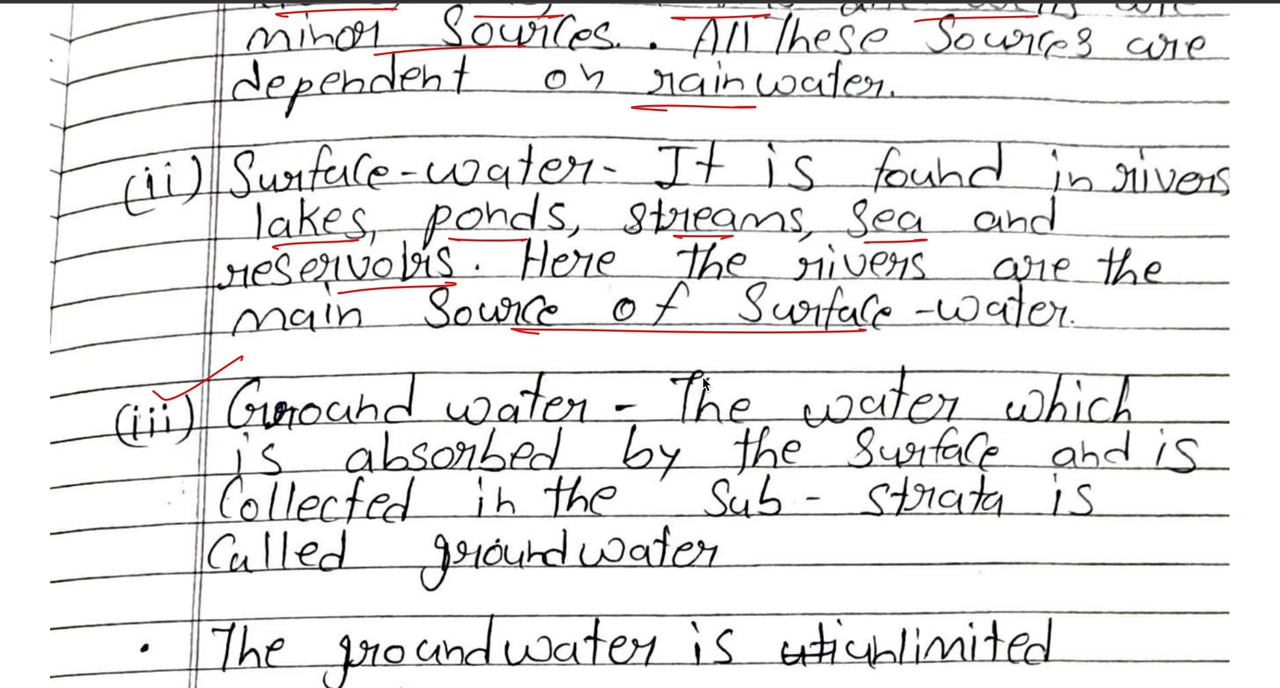 minor Sources. . All These Sources are
dependent on rainwater.
(ii) Surface-water- It is found in rivers
lakes, ponds, streams, sea and
reservoirs. Here the rivers are the
main Source of Surface-water.
(iii) Ground water - The water which
is absorbed by the Surface and is
Collected in the Sub - strata is
Called groundwater
• The groundwater is unlimited